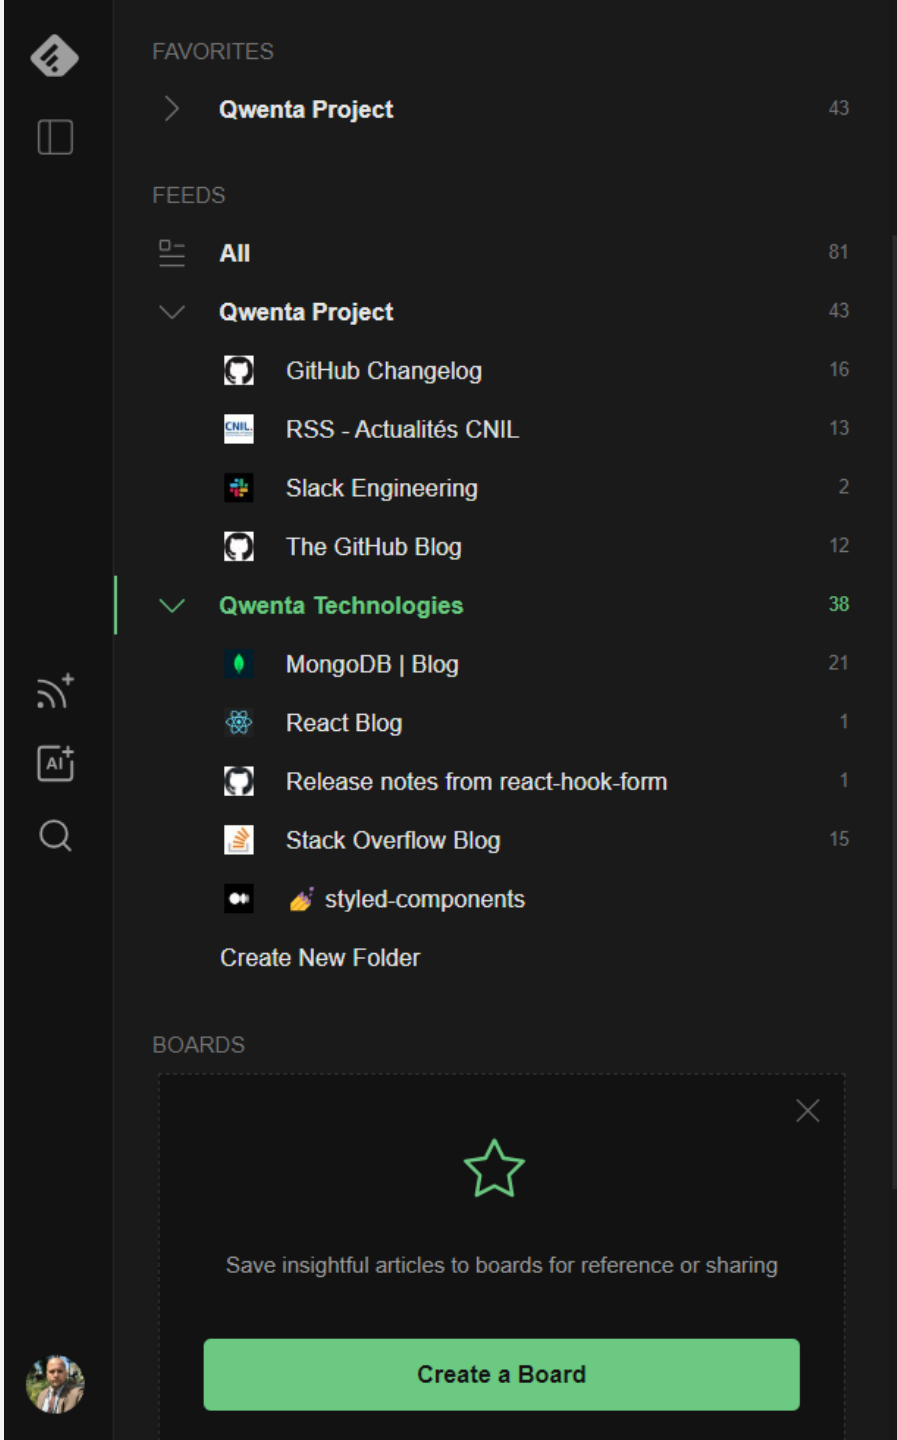 FAVORITES
Qwenta Project 43
FEEDS
All 81
Qwenta Project 43
GitHub Changelog 16
CNIL. RSS - Actualités CNIL 13
Slack Engineering 2
The GitHub Blog 12
Qwenta Technologies 38
MongoDB | Blog 21
React Blog 1
Release notes from react-hook-form 1
Stack Overflow Blog 15
💅 styled-components
Create New Folder
AI
BOARDS
Save insightful articles to boards for reference or sharing
Create a Board